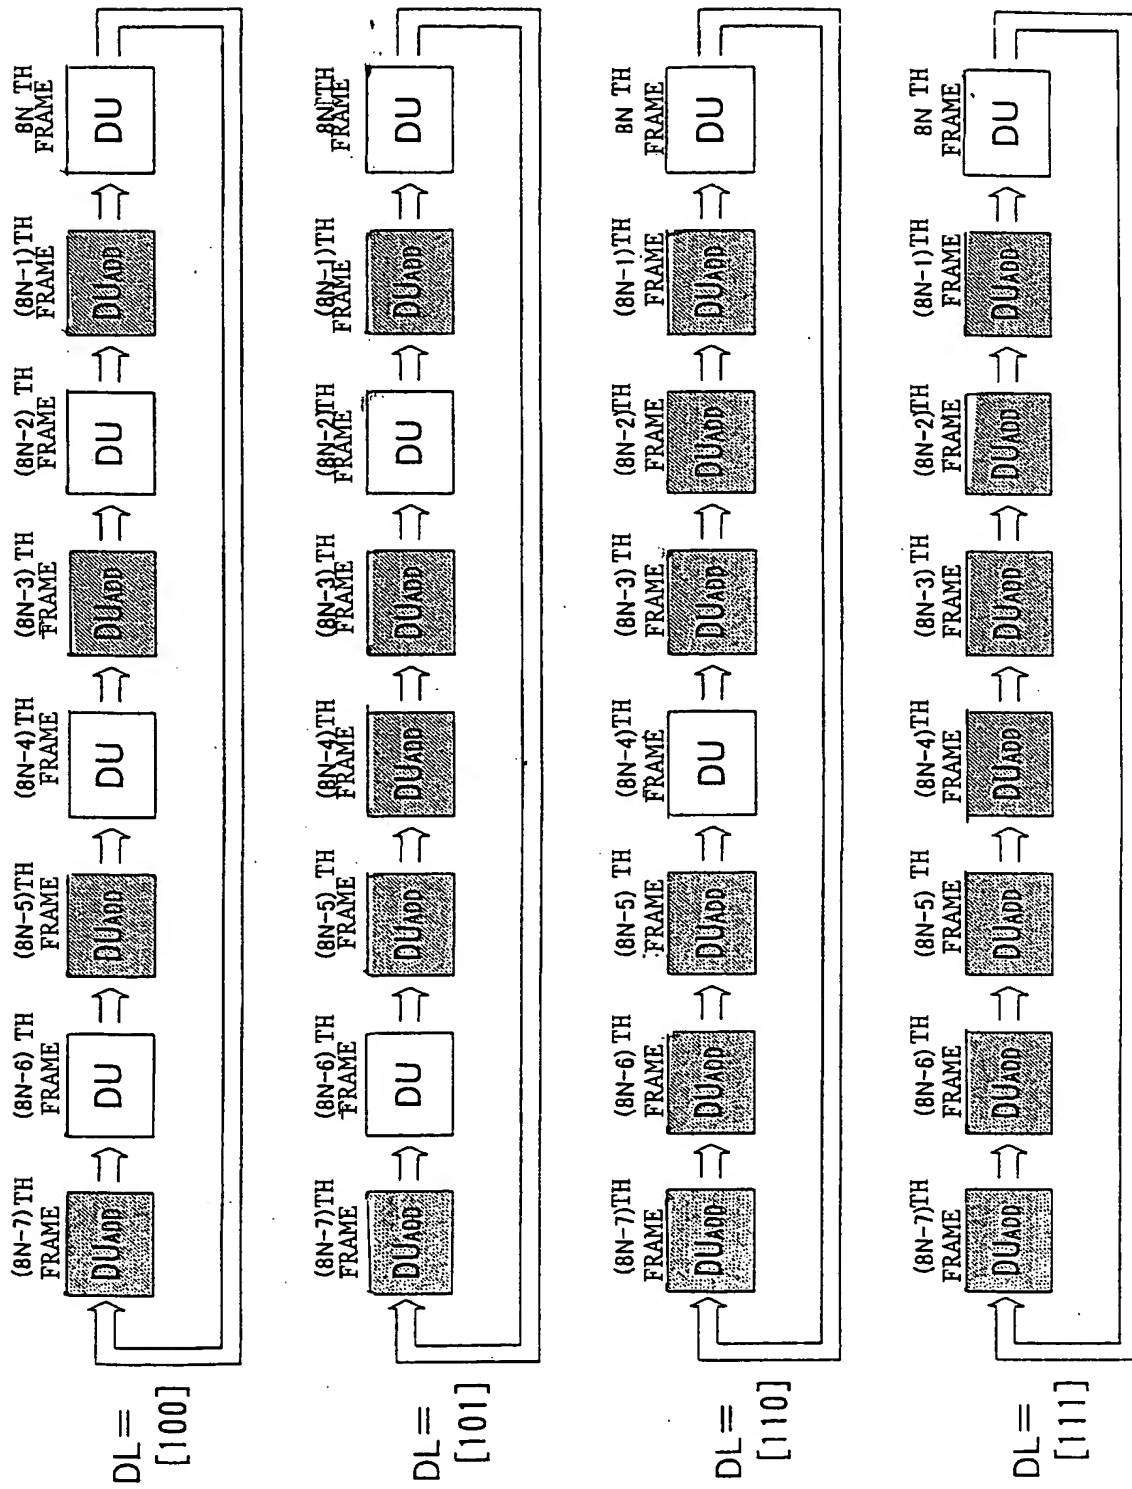 DL=
[100]
(8N-7)TH
FRAME
DUADD
(8N-6) TH
FRAME
DU
(8N-5)TH
FRAME
DUADD
(8N-4)TH
FRAME
DU
(8N-3) TH
FRAME
DUADD
(8N-2) TH
FRAME
DU
(8N-1)TH
FRAME
DUADD
8N TH
FRAME
DU
DL=
[101]
(8N-7)TH
FRAME
DUADD
(8N-6)TH
FRAME
DU
(8N-5) TH
FRAME
DUADD
(8N-4)TH
FRAME
DUADD
(8N-3)TH
FRAME
DUADD
(8N-2)TH
FRAME
DU
(8N-1)TH
FRAME
DUADD
8N TH
FRAME
DU
DL=
[110]
(8N-7)TH
FRAME
DUADD
(8N-6)TH
FRAME
DUADD
(8N-5) TH
FRAME
DUADD
(8N-4)TH
FRAME
DU
(8N-3) TH
FRAME
DUADD
(8N-2)TH
FRAME
DUADD
(8N-1)TH
FRAME
DUADD
8N TH
FRAME
DU
DL=
[111]
(8N-7)TH
FRAME
DUADD
(8N-6)TH
FRAME
DUADD
(8N-5) TH
FRAME
DUADD
(8N-4)TH
FRAME
DUADD
(8N-3)TH
FRAME
DUADD
(8N-2)TH
FRAME
DUADD
(8N-1)TH
FRAME
DUADD
8N TH
FRAME
DU